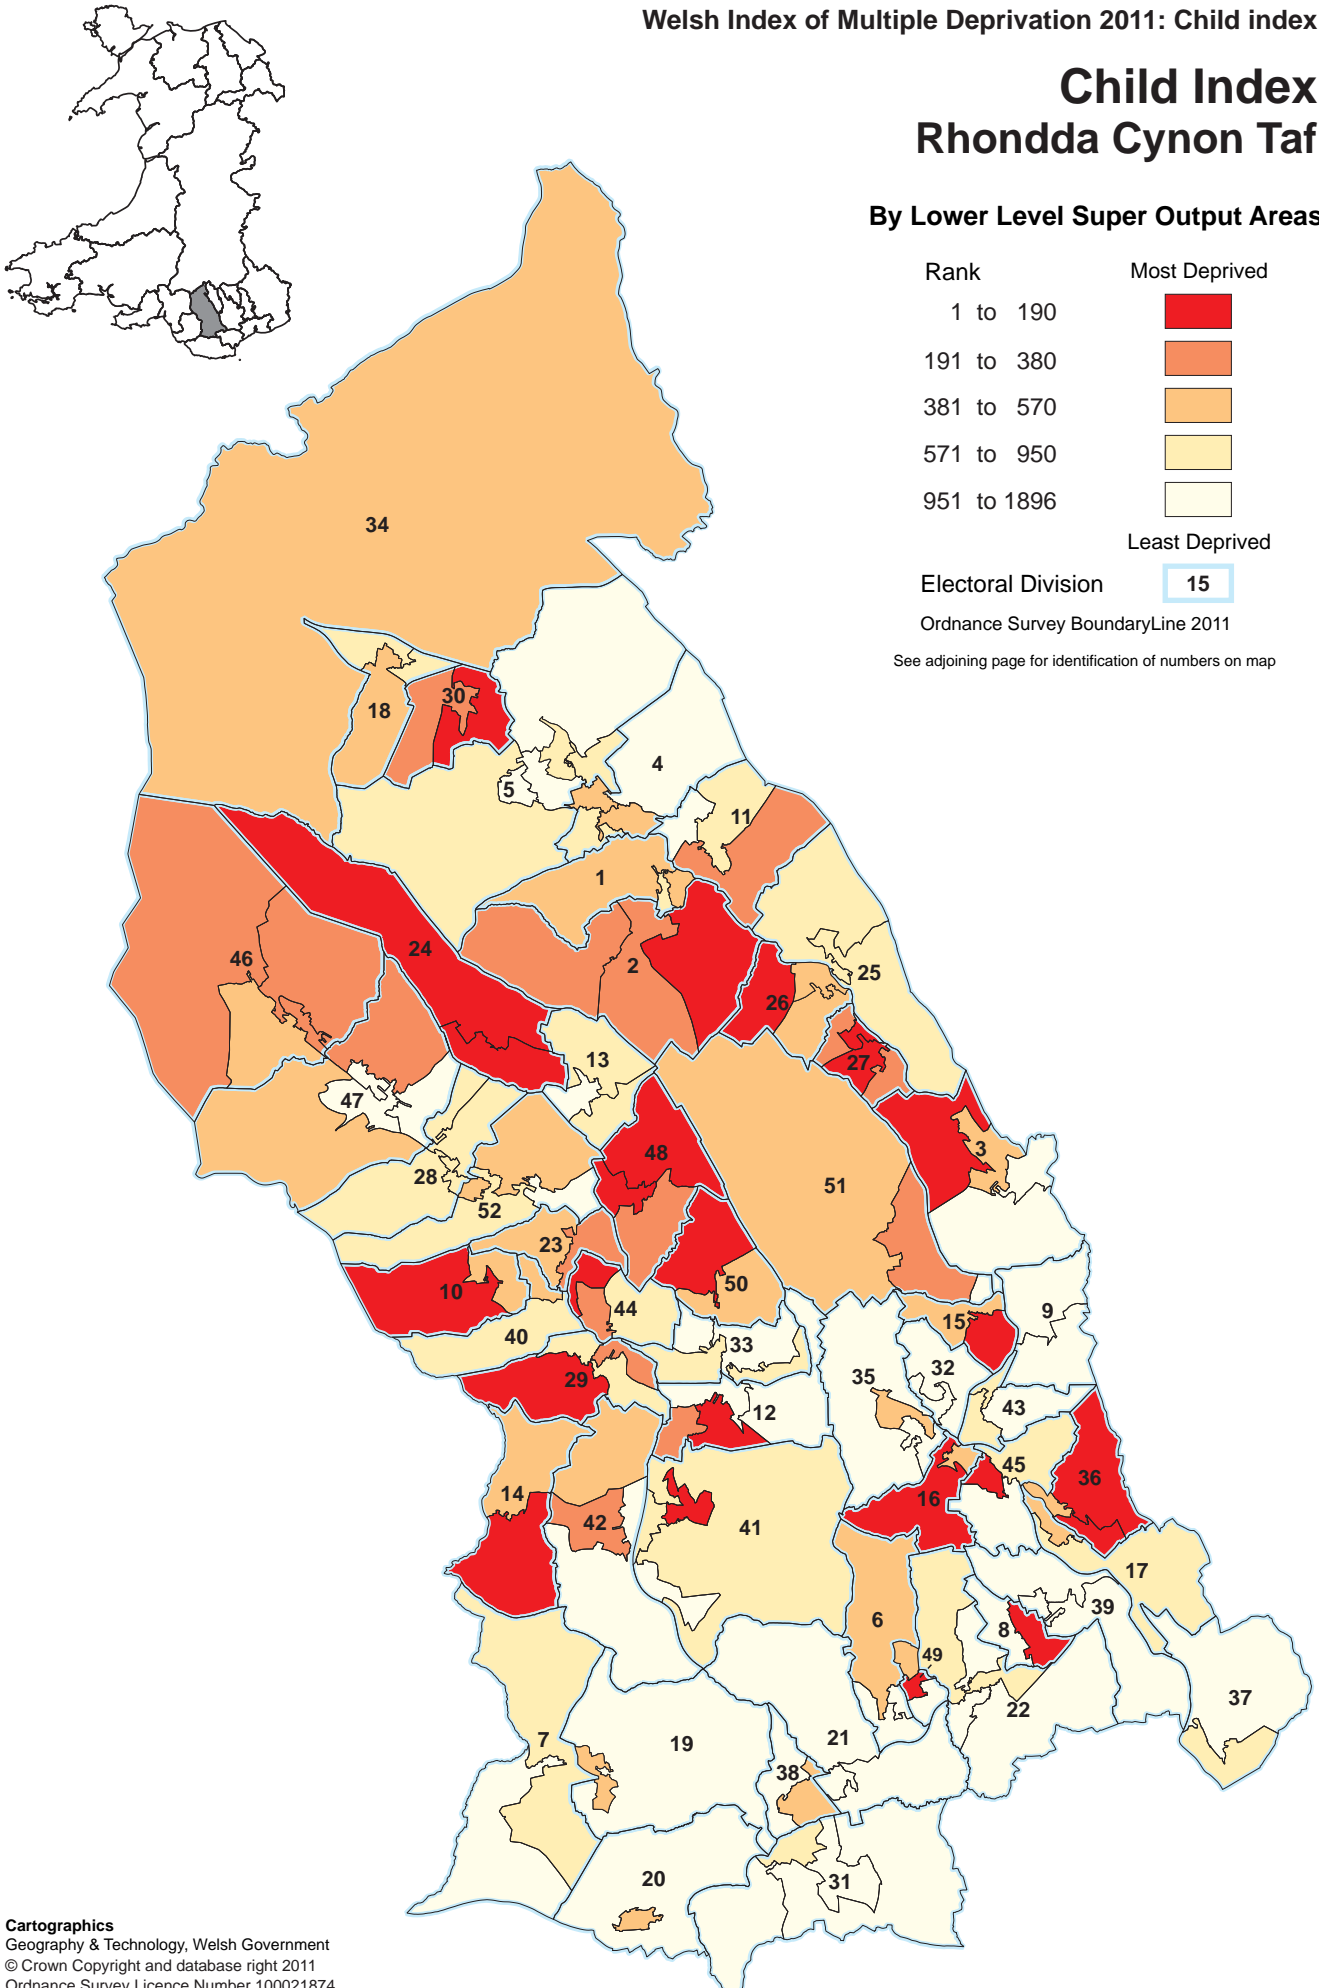 Welsh Index of Multiple Deprivation 2011: Child index
Child Index
Rhondda Cynon Taf
By Lower Level Super Output Areas
Rank Most Deprived
1 to 190
191 to 380
381 to 570
571 to 950
951 to 1896
Least Deprived
Electoral Division 15
Ordnance Survey BoundaryLine 2011
See adjoining page for identification of numbers on map
34
30
18
4
5
11
1
24
46
2
25
26
13
27
47
48
3
28
51
52
23
10
50
44
9
15
40
33
32
35
29
12
43
45
36
14
16
42
41
17
39
6
8
49
37
22
7
21
19
38
20
31
Cartographics
Geography & Technology, Welsh Government
© Crown Copyright and database right 2011
Ordnance Survey Licence Number 100021874